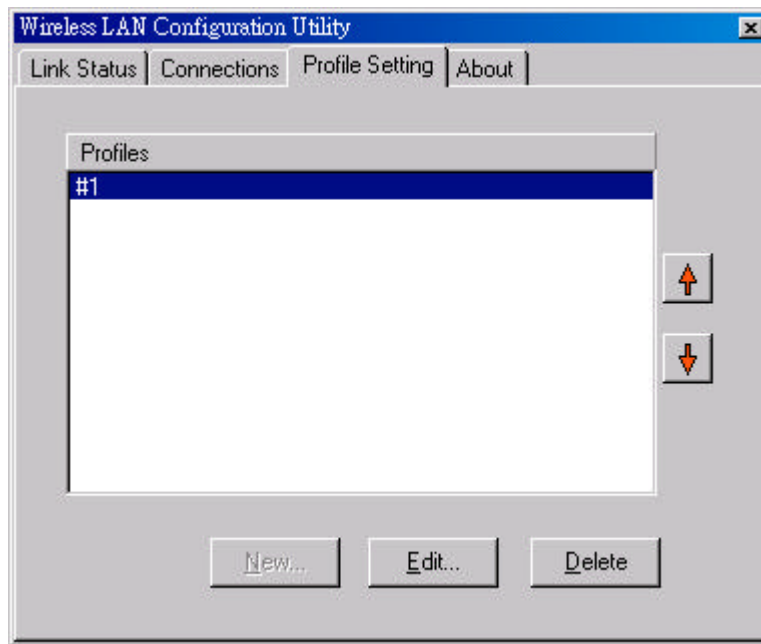 Wireless LAN Configuration Utility
Link Status Connections Profile Setting About
Profiles
#1
New... Edit... Delete